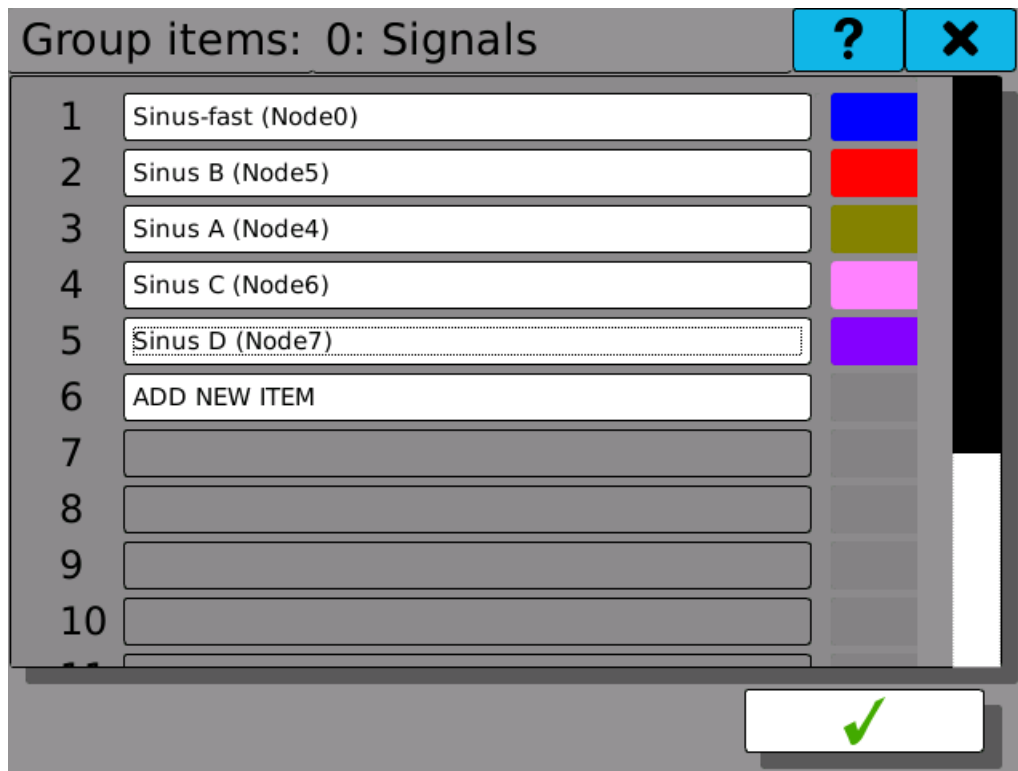 Group items: 0: Signals ?
1 Sinus-fast (Node0)
2 Sinus B (Node5)
3 Sinus A (Node4)
4 Sinus C (Node6)
5 Sinus D (Node7)
6 ADD NEW ITEM
7
8
9
10